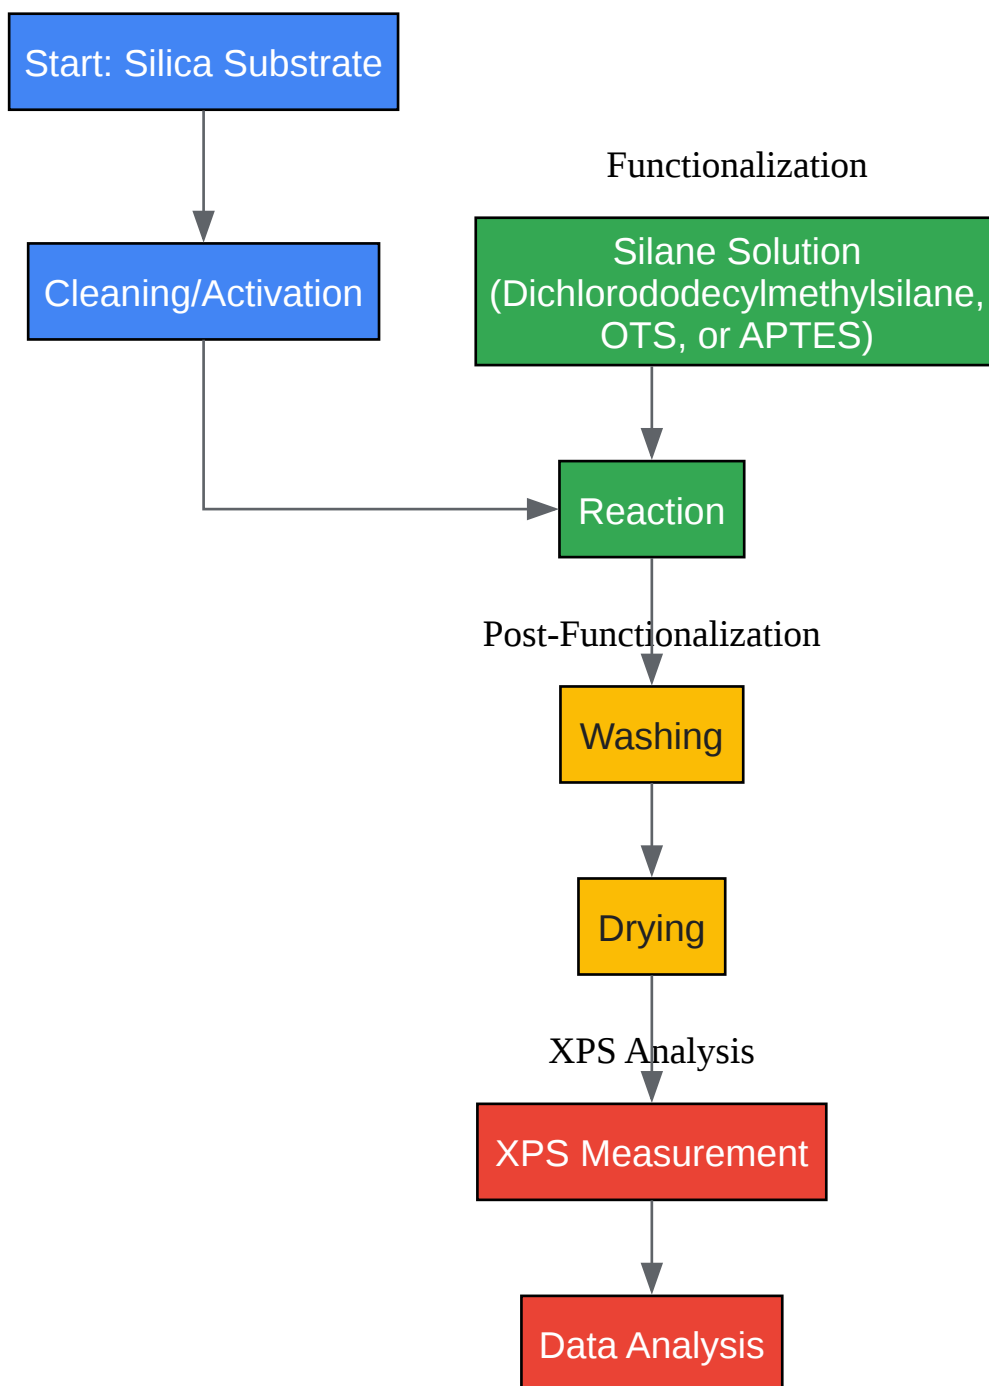 Start: Silica Substrate
Cleaning/Activation
Functionalization
Silane Solution
(Dichlorododecylmethylsilane,
OTS, or APTES)
Reaction
Post-Functionalization
Washing
Drying
XPS Analysis
XPS Measurement
Data Analysis